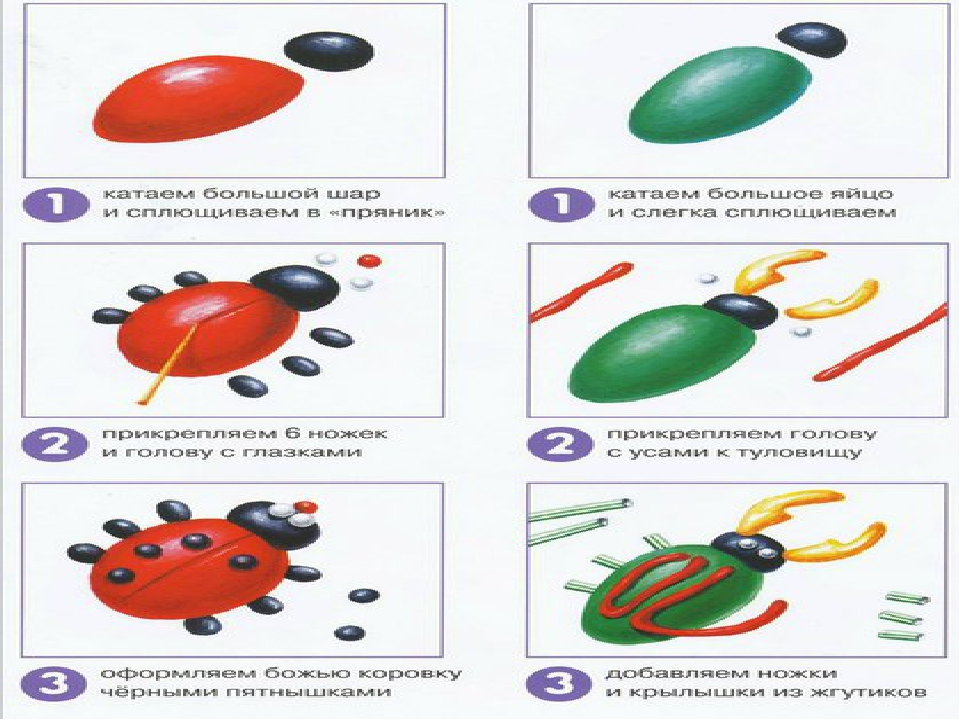 1 катаем большой шар
и сплющиваем в «пряник»
2 прикрепляем 6 ножек
и голову с глазками
3 оформляем божью коровку
чёрными пятнышками
1 катаем большое яйцо
и слегка сплющиваем
2 прикрепляем голову
с усами к туловищу
3 добавляем ножки
и крылышки из жгутиков